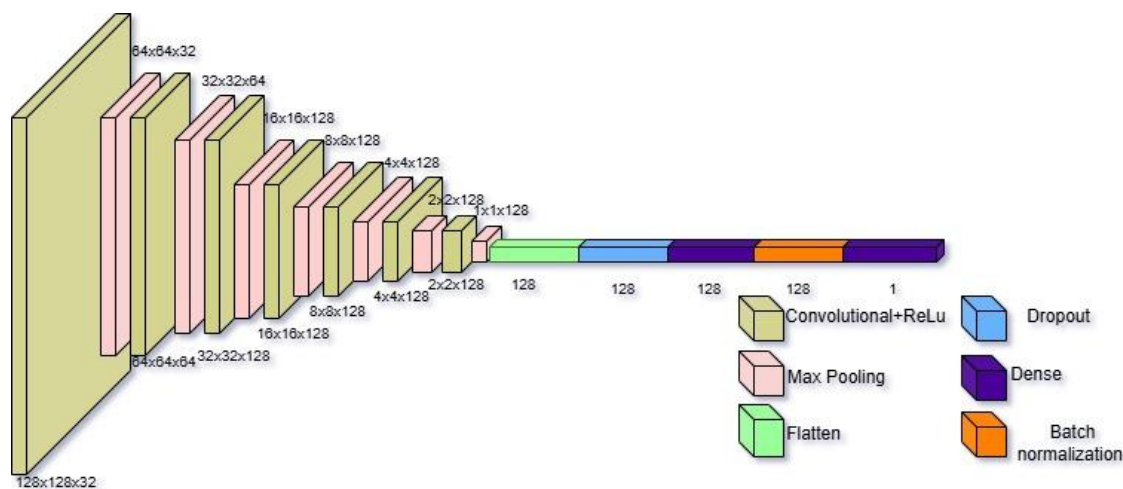 64x64x32
32x32x64
16x16x128
8x8x128
4x4x128
2x2x128
1x1x128
128x128x32
64x64x64
32x32x128
16x16x128
8x8x128
4x4x128
2x2x128
128
128
128
128
1
Convolutional+ReLu
Dropout
Max Pooling
Dense
Flatten
Batch
normalization